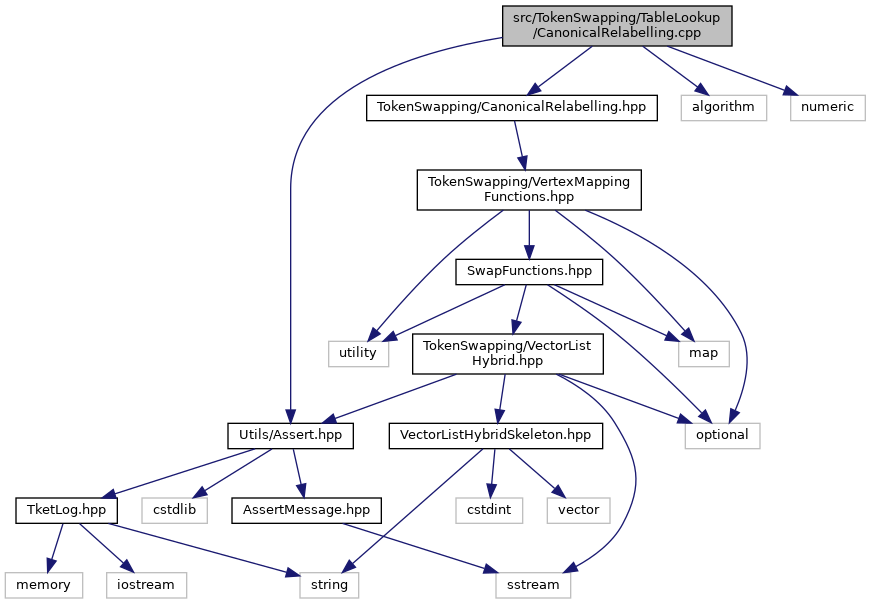 src/TokenSwapping/TableLookup
/CanonicalRelabelling.cpp
TokenSwapping/CanonicalRelabelling.hpp
algorithm
numeric
TokenSwapping/VertexMapping
Functions.hpp
SwapFunctions.hpp
utility
TokenSwapping/VectorList
Hybrid.hpp
map
Utils/Assert.hpp
VectorListHybridSkeleton.hpp
optional
TketLog.hpp
cstdlib
AssertMessage.hpp
cstdint
vector
memory
iostream
string
sstream